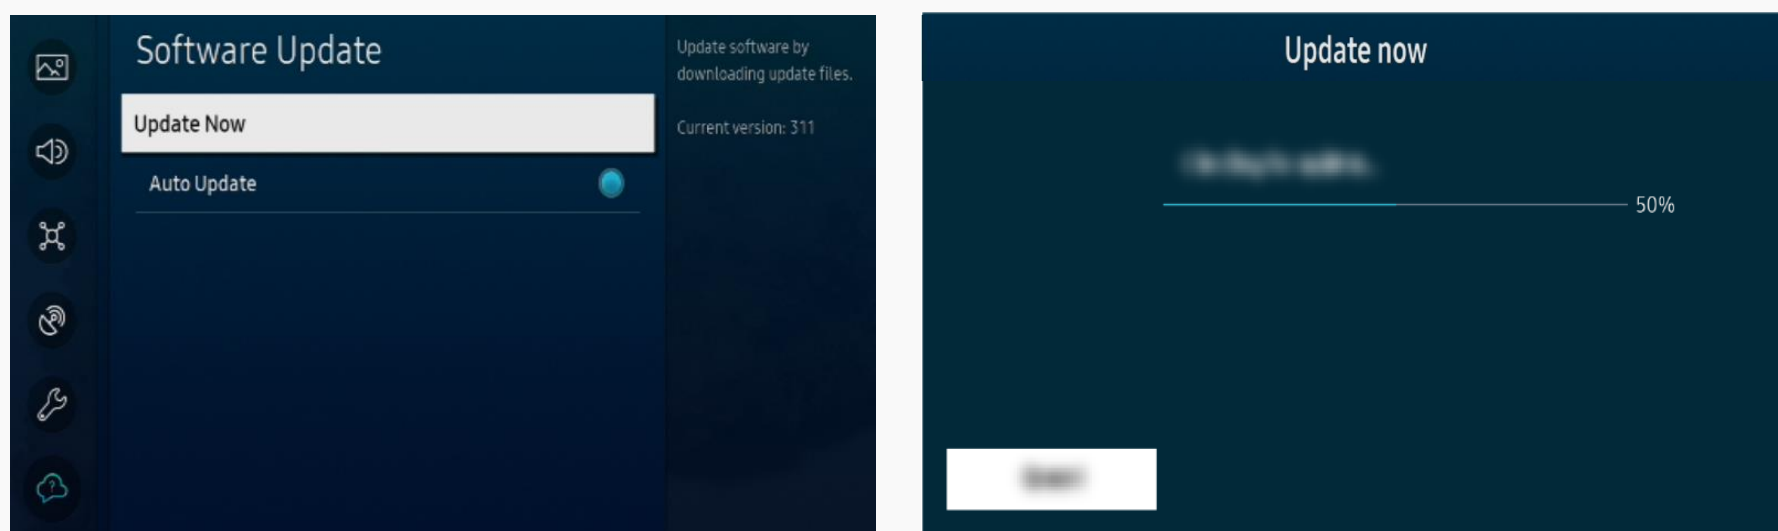 Software Update
Update Now
Auto Update
Update software by
downloading update files.
Current version: 311
Update now
50%